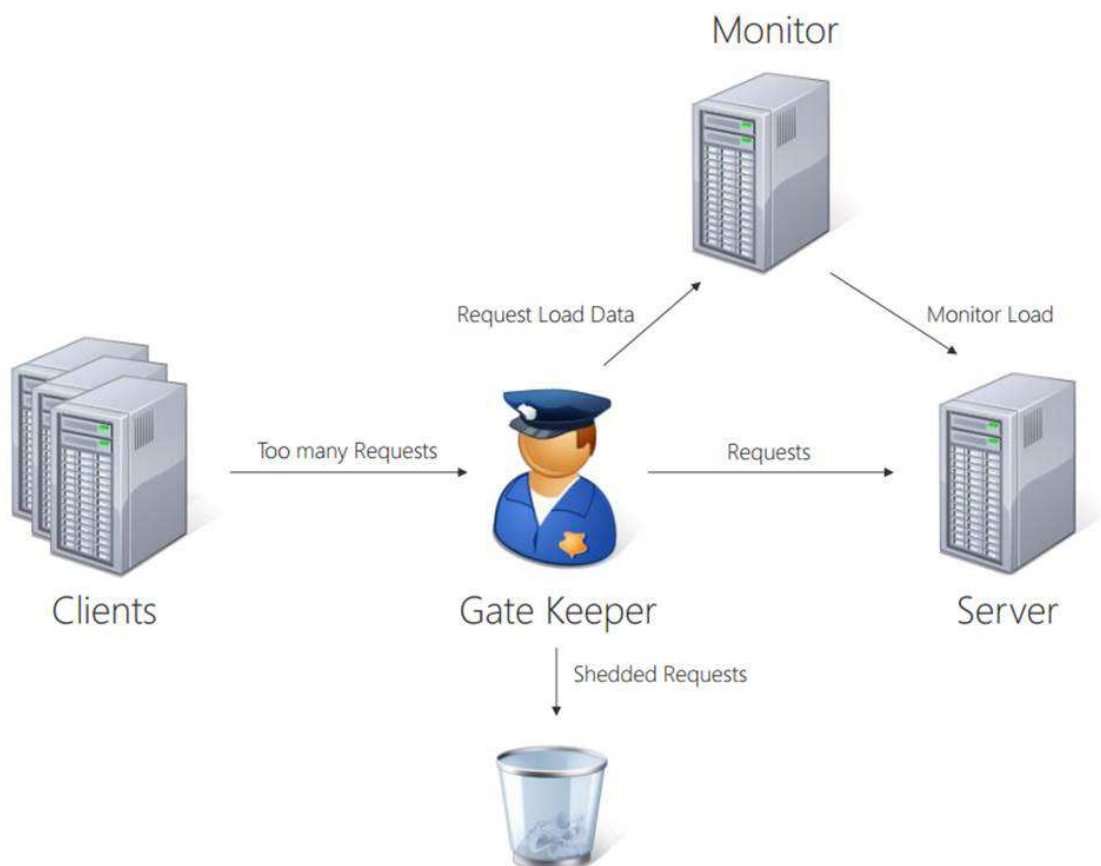 Monitor
Request Load Data
Monitor Load
Too many Requests
Requests
Clients
Gate Keeper
Server
Shedded Requests